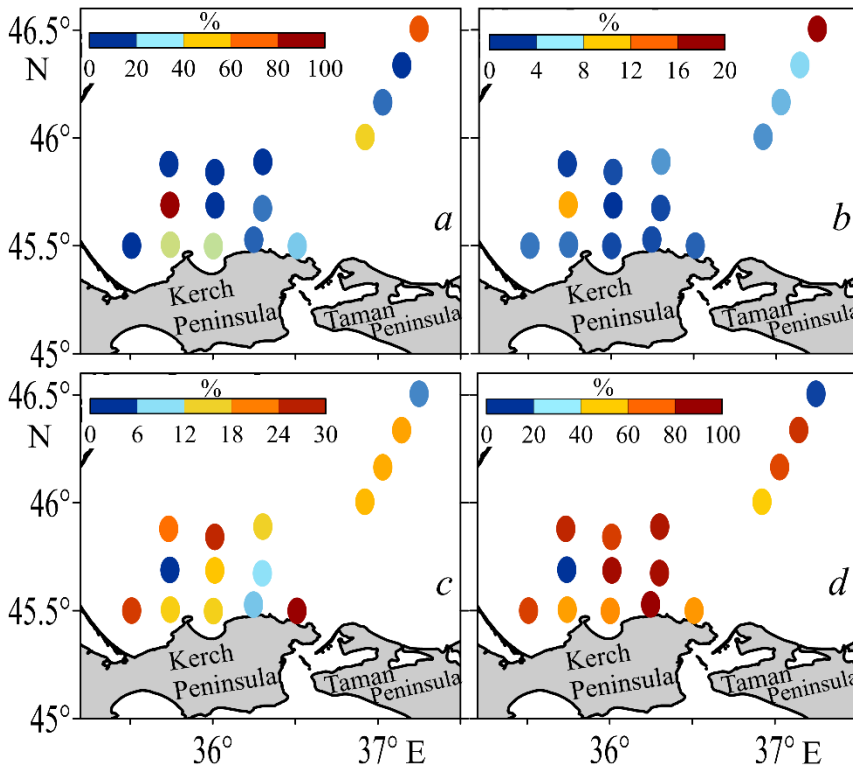 46.5°
N
46°
45.5°
45°
%
0 20 40 60 80 100
a
Kerch
Peninsula
Taman
Peninsula
%
0 4 8 12 16 20
b
Kerch
Peninsula
Taman
Peninsula
46.5°
N
46°
45.5°
45°
%
0 6 12 18 24 30
c
Kerch
Peninsula
Taman
Peninsula
36° 37° E
%
0 20 40 60 80 100
d
Kerch
Peninsula
Taman
Peninsula
36° 37° E